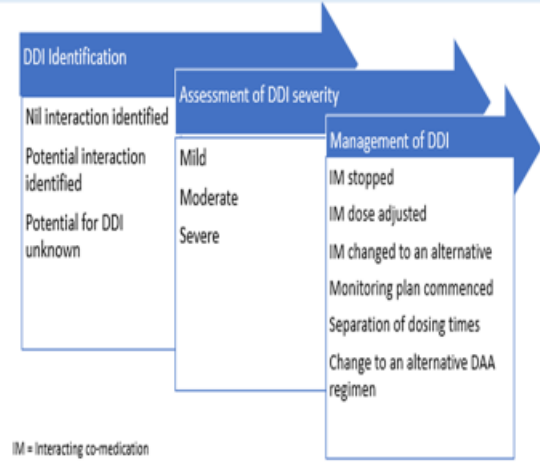 DDI Identification
Nil interaction identified
Potential interaction
identified
Potential for DDI
unknown
Assessment of DDI severity
Mild
Moderate
Severe
Management of DDI
IM stopped
IM dose adjusted
IM changed to an alternative
Monitoring plan commenced
Separation of dosing times
Change to an alternative DAA
regimen
IM = Interacting co-medication